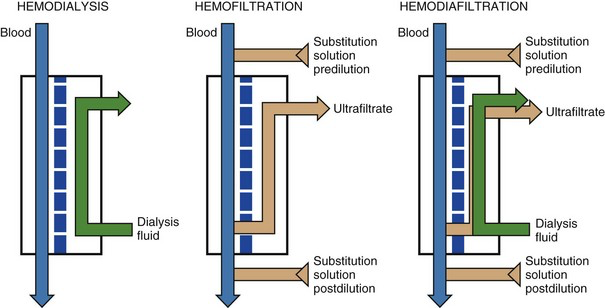 HEMODIALYSIS
Blood
Dialysis
fluid
HEMOFILTRATION
Blood
Substitution
solution
predilution
Ultrafiltrate
Substitution
solution
postdilution
HEMODIAFILTRATION
Blood
Substitution
solution
predilution
Ultrafiltrate
Dialysis
fluid
Substitution
solution
postdilution